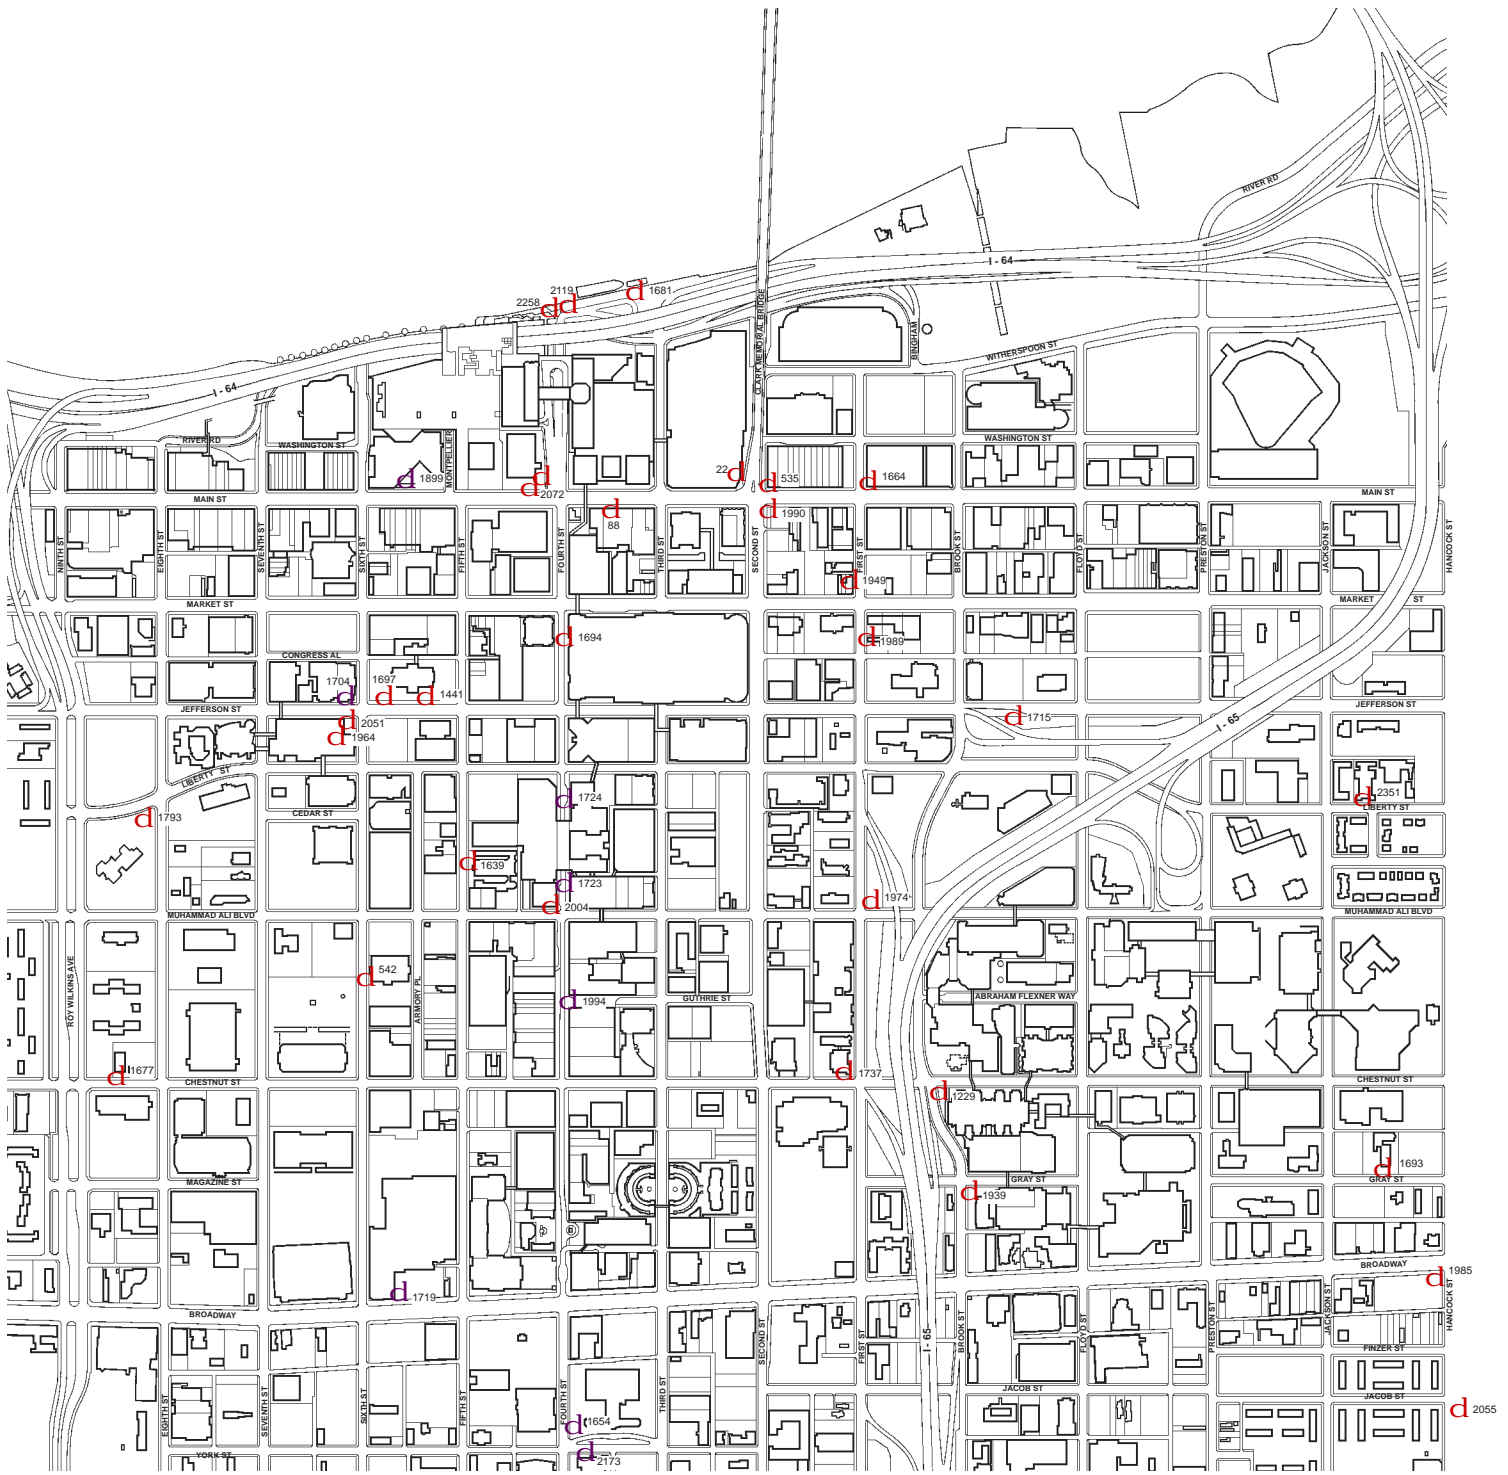 RIVER RD
I - 64
2119
d
1681
2258
d
d
CLARK MEMORIAL BRIDGE
BINGHAM
WITHERSPOON ST
I - 64
RIVER RD
WASHINGTON ST
MONTPELIER
WASHINGTON ST
d
1899
d
d
2072
22
d
d
535
d
1664
MAIN ST
MAIN ST
d
88
d
1990
NINTH ST
EIGHTH ST
SEVENTH ST
SIXTH ST
FIFTH ST
FOURTH ST
THIRD ST
SECOND ST
FIRST ST
BROOK ST
FLOYD ST
PRESTON ST
JACKSON ST
HANCOCK ST
d
1949
MARKET ST
MARKET ST
d
1694
d
1989
CONGRESS AL
1704
d
1697
d
d
1441
JEFFERSON ST
JEFFERSON ST
d
2051
d
1964
d
1715
I - 65
LIBERTY ST
d
1724
d
2351
LIBERTY ST
CEDAR ST
d
1793
d
1639
d
1723
d
2004
d
1974
MUHAMMAD ALI BLVD
MUHAMMAD ALI BLVD
ROY WILKINS AVE
d
542
ARMORY PL
d
1994
GUTHRIE ST
ABRAHAM FLEXNER WAY
d
1677
d
1737
CHESTNUT ST
CHESTNUT ST
d
1229
d
1693
MAGAZINE ST
GRAY ST
GRAY ST
d
1939
BROADWAY
d
1985
d
1719
BROADWAY
SECOND ST
FIRST ST
I - 65
BROOK ST
FLOYD ST
PRESTON ST
JACKSON ST
HANCOCK ST
FINZER ST
EIGHTH ST
SEVENTH ST
SIXTH ST
FIFTH ST
FOURTH ST
THIRD ST
JACOB ST
JACOB ST
d
2055
d
1654
YORK ST
d
2173